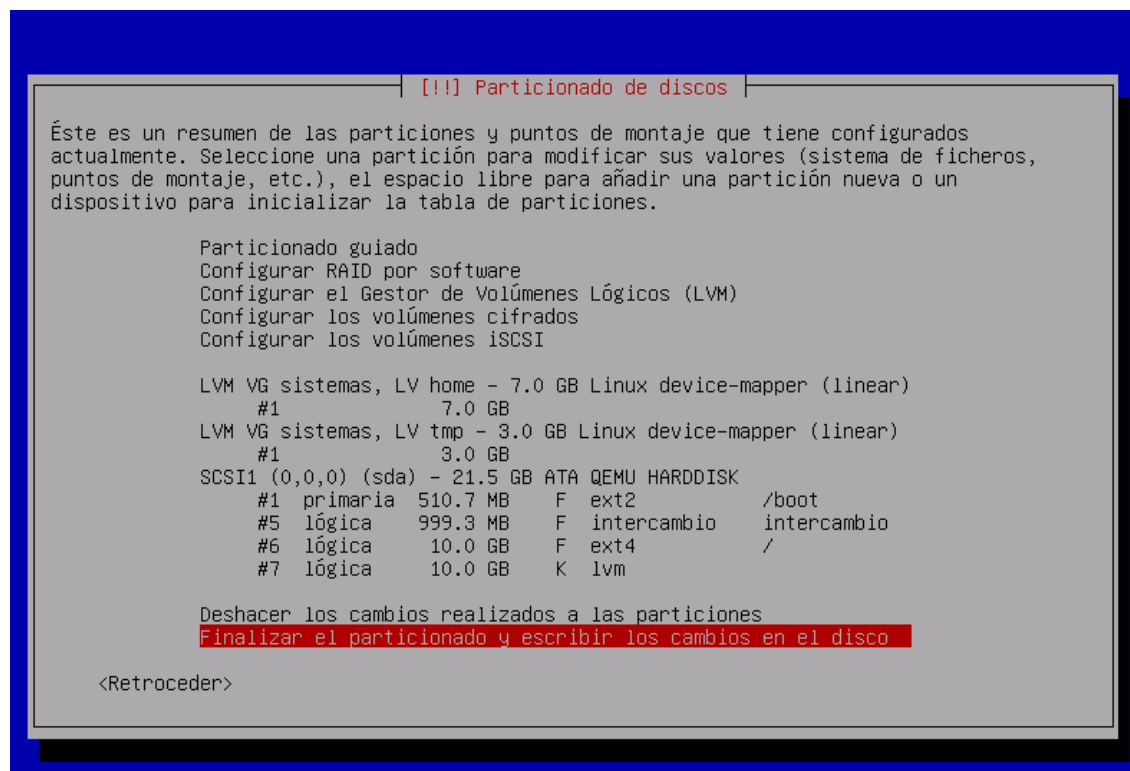 [!!] Particionado de discos
Éste es un resumen de las particiones y puntos de montaje que tiene configurados
actualmente. Seleccione una partición para modificar sus valores (sistema de ficheros,
puntos de montaje, etc.), el espacio libre para añadir una partición nueva o un
dispositivo para inicializar la tabla de particiones.
Particionado guiado
Configurar RAID por software
Configurar el Gestor de Volúmenes Lógicos (LVM)
Configurar los volúmenes cifrados
Configurar los volúmenes iSCSI
LVM VG sistemas, LV home - 7.0 GB Linux device-mapper (linear)
#1 7.0 GB
LVM VG sistemas, LV tmp - 3.0 GB Linux device-mapper (linear)
#1 3.0 GB
SCSI1 (0,0,0) (sda) - 21.5 GB ATA QEMU HARDDISK
#1 primaria 510.7 MB F ext2 /boot
#5 lógica 999.3 MB F intercambio intercambio
#6 lógica 10.0 GB F ext4 /
#7 lógica 10.0 GB K lvm
Deshacer los cambios realizados a las particiones
Finalizar el particionado y escribir los cambios en el disco
<Retroceder>